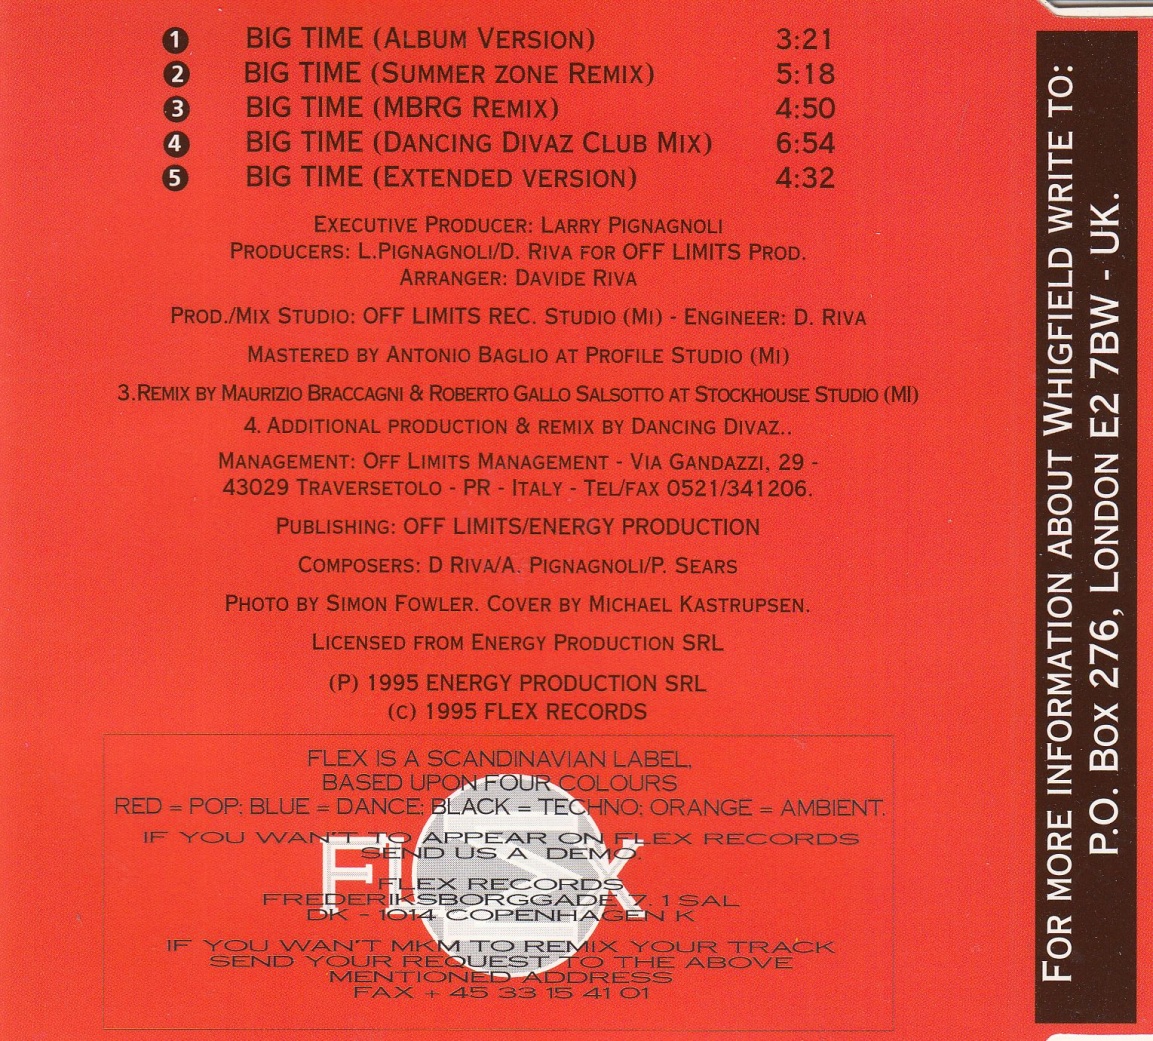 1 BIG TIME (ALBUM VERSION) 3:21
2 BIG TIME (SUMMER ZONE REMIX) 5:18
3 BIG TIME (MBRG REMIX) 4:50
4 BIG TIME (DANCING DIVAZ CLUB MIX) 6:54
5 BIG TIME (EXTENDED VERSION) 4:32
EXECUTIVE PRODUCER: LARRY PIGNAGNOLI
PRODUCERS: L.PIGNAGNOLI/D. RIVA FOR OFF LIMITS PROD.
ARRANGER: DAVIDE RIVA
PROD./MIX STUDIO: OFF LIMITS REC. STUDIO (MI) - ENGINEER: D. RIVA
MASTERED BY ANTONIO BAGLIO AT PROFILE STUDIO (MI)
3.REMIX BY MAURIZIO BRACCAGNI & ROBERTO GALLO SALSOTTO AT STOCKHOUSE STUDIO (MI)
4. ADDITIONAL PRODUCTION & REMIX BY DANCING DIVAZ..
MANAGEMENT: OFF LIMITS MANAGEMENT - VIA GANDAZZI, 29 -
43029 TRAVERSETOLO - PR - ITALY - TEL/FAX 0521/341206.
PUBLISHING: OFF LIMITS/ENERGY PRODUCTION
COMPOSERS: D RIVA/A. PIGNAGNOLI/P. SEARS
PHOTO BY SIMON FOWLER. COVER BY MICHAEL KASTRUPSEN.
LICENSED FROM ENERGY PRODUCTION SRL
(P) 1995 ENERGY PRODUCTION SRL
(C) 1995 FLEX RECORDS
FLEX IS A SCANDINAVIAN LABEL,
BASED UPON FOUR COLOURS
RED = POP; BLUE = DANCE; BLACK = TECHNO; ORANGE = AMBIENT.
IF YOU WAN'T TO APPEAR ON FLEX RECORDS
SEND US A DEMO.
FLEX
FLEX RECORDS
FREDERIKSBORGGADE 7. 1 SAL
DK - 1014 COPENHAGEN K
IF YOU WAN'T MKM TO REMIX YOUR TRACK
SEND YOUR REQUEST TO THE ABOVE
MENTIONED ADDRESS
FAX + 45 33 15 41 01
FOR MORE INFORMATION ABOUT WHIGFIELD WRITE TO:
P.O. BOX 276, LONDON E2 7BW - UK.